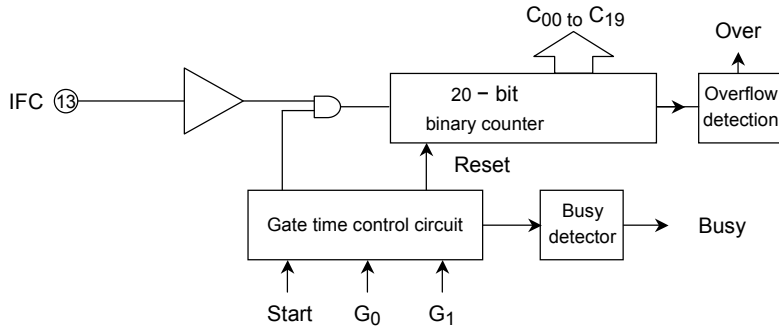 C00 to C19
Over
IFC 13
20 – bit
binary counter
Overflow
detection
Reset
Gate time control circuit
Busy
detector
Busy
Start G0 G1